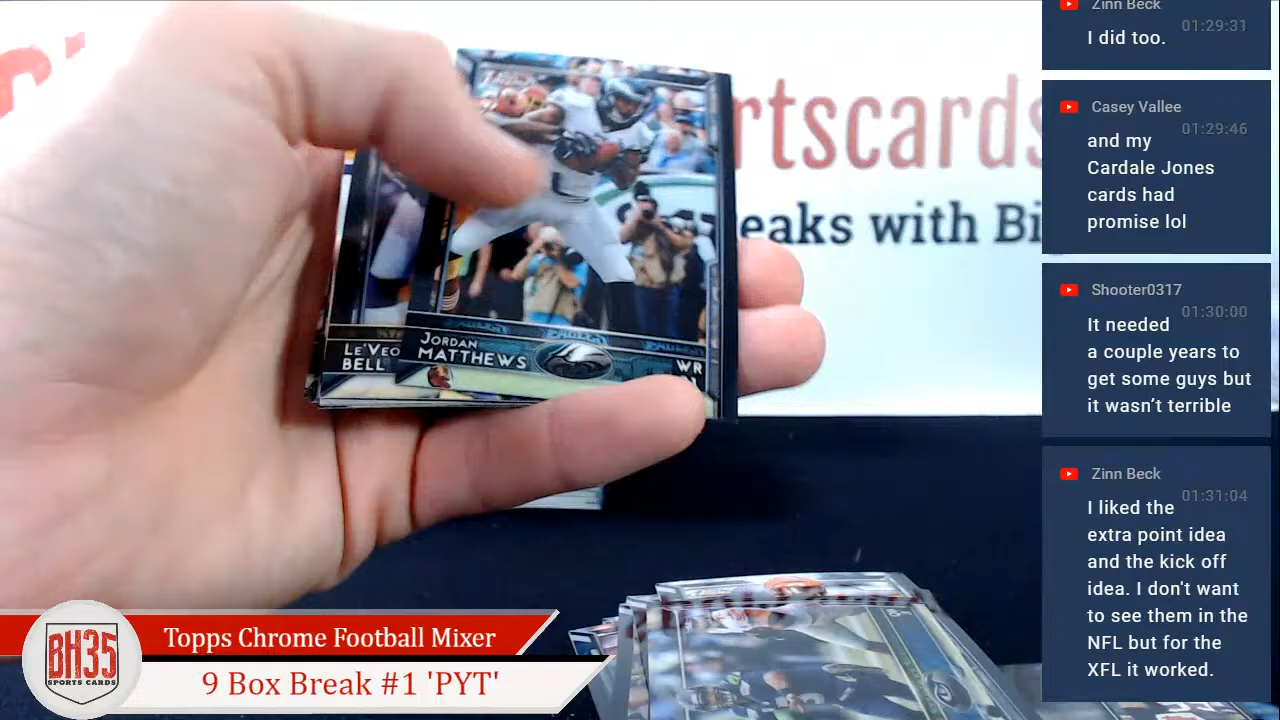 rtscards
eaks with Bi
JORDAN
MATTHEWS
WR
LE'VEO
BELL
Zinn Beck
01:29:31
I did too.
Casey Vallee
01:29:46
and my
Cardale Jones
cards had
promise lol
Shooter0317
01:30:00
It needed
a couple years to
get some guys but
it wasn't terrible
Zinn Beck
01:31:04
I liked the
extra point idea
and the kick off
idea. I don't want
to see them in the
NFL but for the
XFL it worked.
BH35
SPORTS CARDS
Topps Chrome Football Mixer
9 Box Break #1 'PYT'